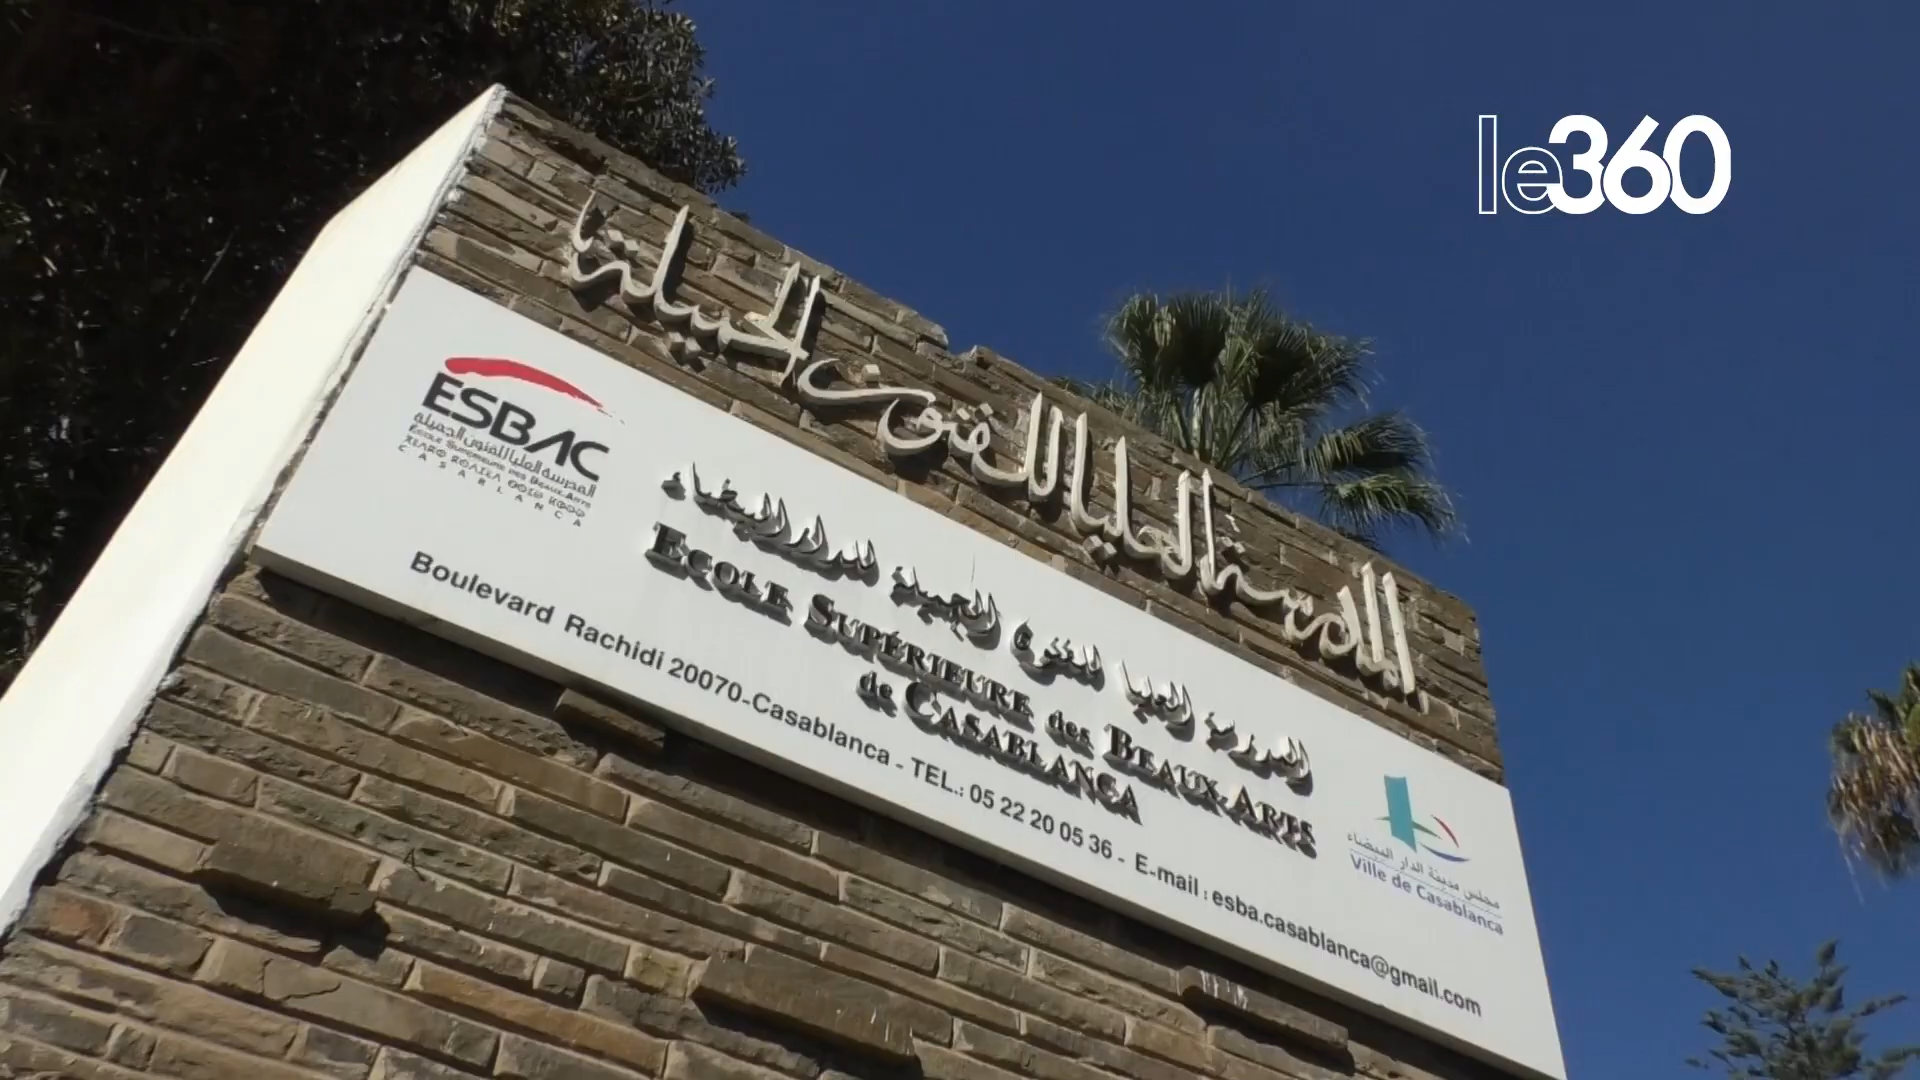 le360
المدرسة العليا للفنون الجميلة
ESBAC
المدرسة العليا للفنون الجميلة
ECOLE SUPÉRIEURE DES BEAUX-ARTS
CASABLANCA
المدرسة العليا للفنون الجميلة للدار البيضاء
ECOLE SUPÉRIEURE des BEAUX-ARTS
de CASABLANCA
Boulevard Rachidi 20070-Casablanca - TEL.: 05 22 20 05 36 - E-mail : esba.casablanca@gmail.com
مجلس مدينة الدار البيضاء
Ville de Casablanca